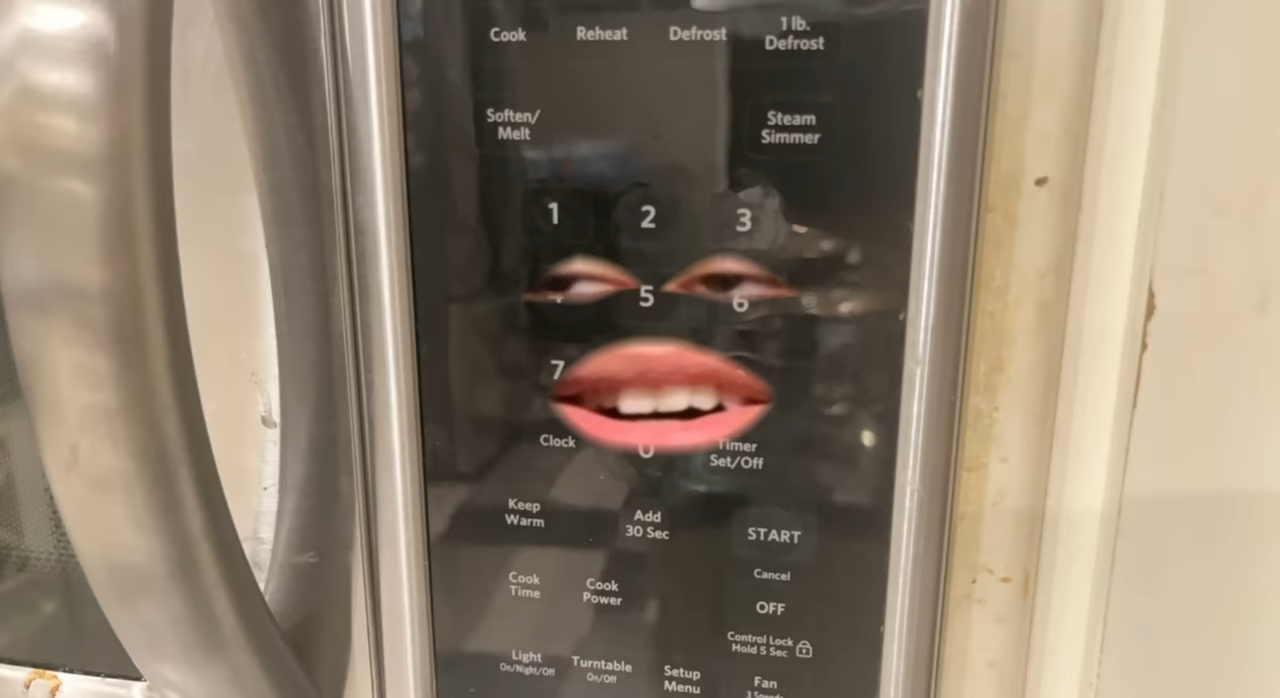 Cook
Reheat
Defrost
1 lb.
Defrost
Soften/
Melt
Steam
Simmer
1
2
3
5
6
7
Clock
0
Timer
Set/Off
Keep
Warm
Add
30 Sec
START
Cancel
Cook
Time
Cook
Power
OFF
Control Lock
Hold 5 Sec
Light
On/Night/Off
Turntable
On/Off
Setup
Menu
Fan